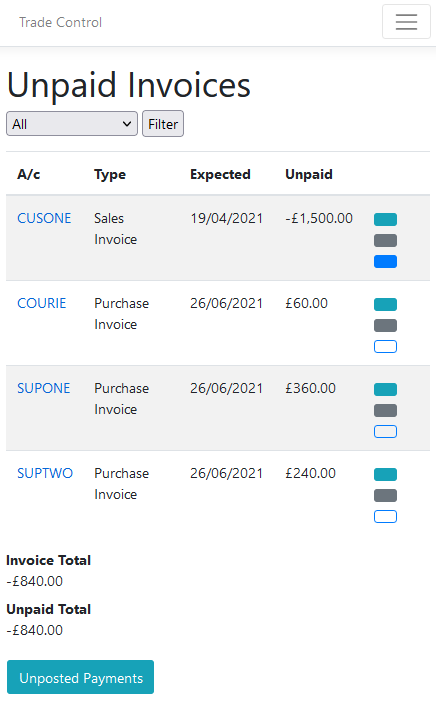 Trade Control
Unpaid Invoices
All Filter
A/c Type Expected Unpaid
CUSONE Sales Invoice 19/04/2021 -£1,500.00
COURIE Purchase Invoice 26/06/2021 £60.00
SUPONE Purchase Invoice 26/06/2021 £360.00
SUPTWO Purchase Invoice 26/06/2021 £240.00
Invoice Total
-£840.00
Unpaid Total
-£840.00
Unposted Payments